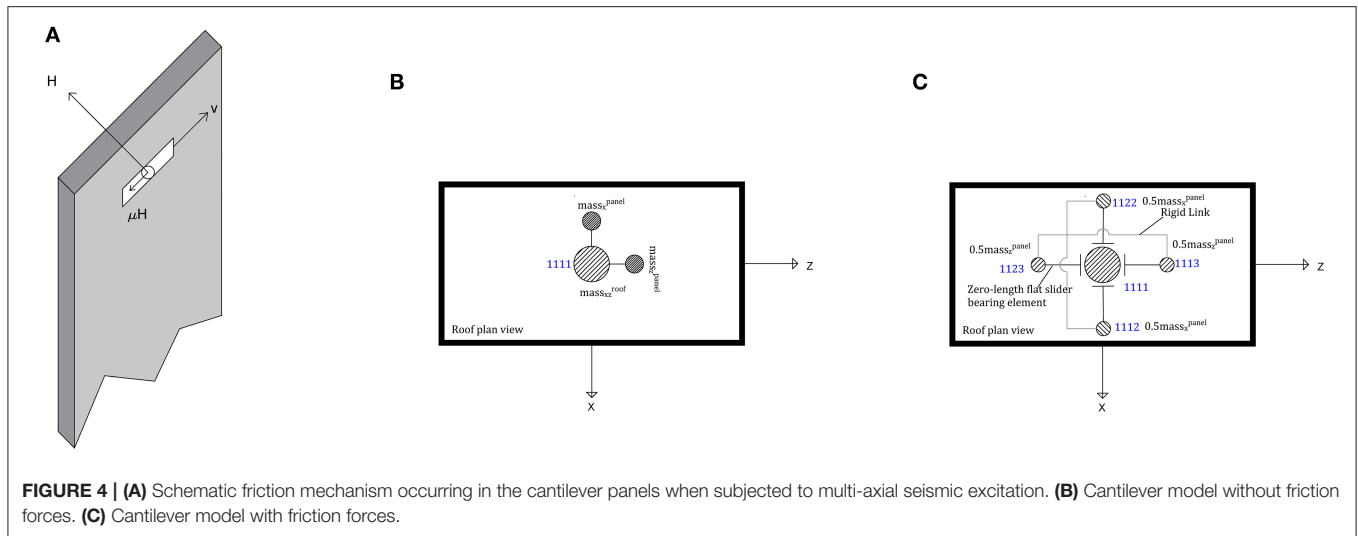 A
H
v
μH
B
mass_x^panel
1111
mass_z^panel
mass_xz^roof
Roof plan view
Z
X
C
1122 0.5mass_x^panel
Rigid Link
0.5mass_z^panel
0.5mass_z^panel
1123
1113
Zero-length flat slider
bearing element
1111
Roof plan view
1112 0.5mass_x^panel
Z
X
FIGURE 4 | (A) Schematic friction mechanism occurring in the cantilever panels when subjected to multi-axial seismic excitation. (B) Cantilever model without friction
forces. (C) Cantilever model with friction forces.